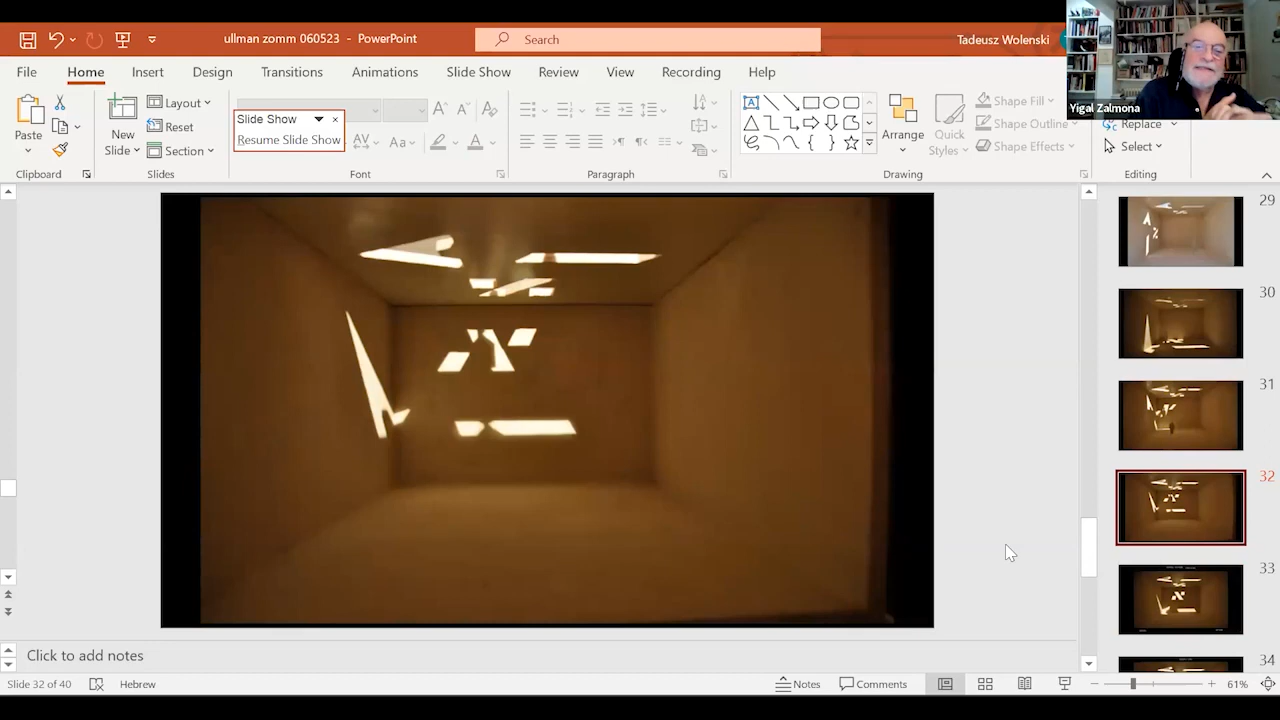 ullman zomm 060523 - PowerPoint
Search
Tadeusz Wolenski
Yigal Zalmona
File Home Insert Design Transitions Animations Slide Show Review View Recording Help
Paste
Clipboard
New Slide
Layout
Reset
Section
Slides
Slide Show
Resume Slide Show
Aa
Font
Paragraph
Arrange
Quick Styles
Shape Fill
Shape Outline
Shape Effects
Drawing
Replace
Select
Editing
29
30
31
32
33
34
Click to add notes
Slide 32 of 40
Hebrew
Notes
Comments
61%